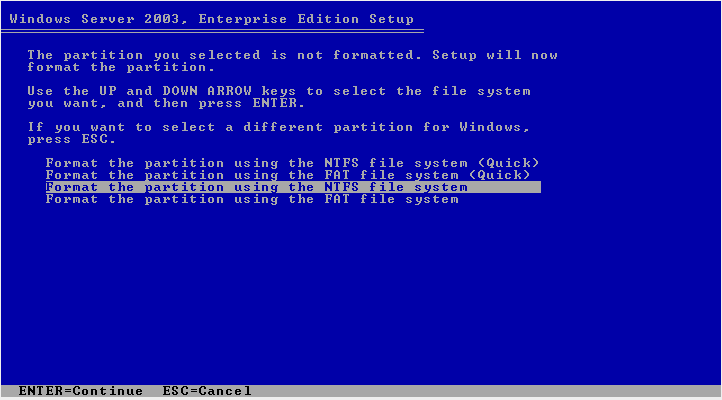 Windows Server 2003, Enterprise Edition Setup
The partition you selected is not formatted. Setup will now
format the partition.
Use the UP and DOWN ARROW keys to select the file system
you want, and then press ENTER.
If you want to select a different partition for Windows,
press ESC.
Format the partition using the NTFS file system (Quick)
Format the partition using the FAT file system (Quick)
Format the partition using the NTFS file system
Format the partition using the FAT file system
ENTER=Continue ESC=Cancel